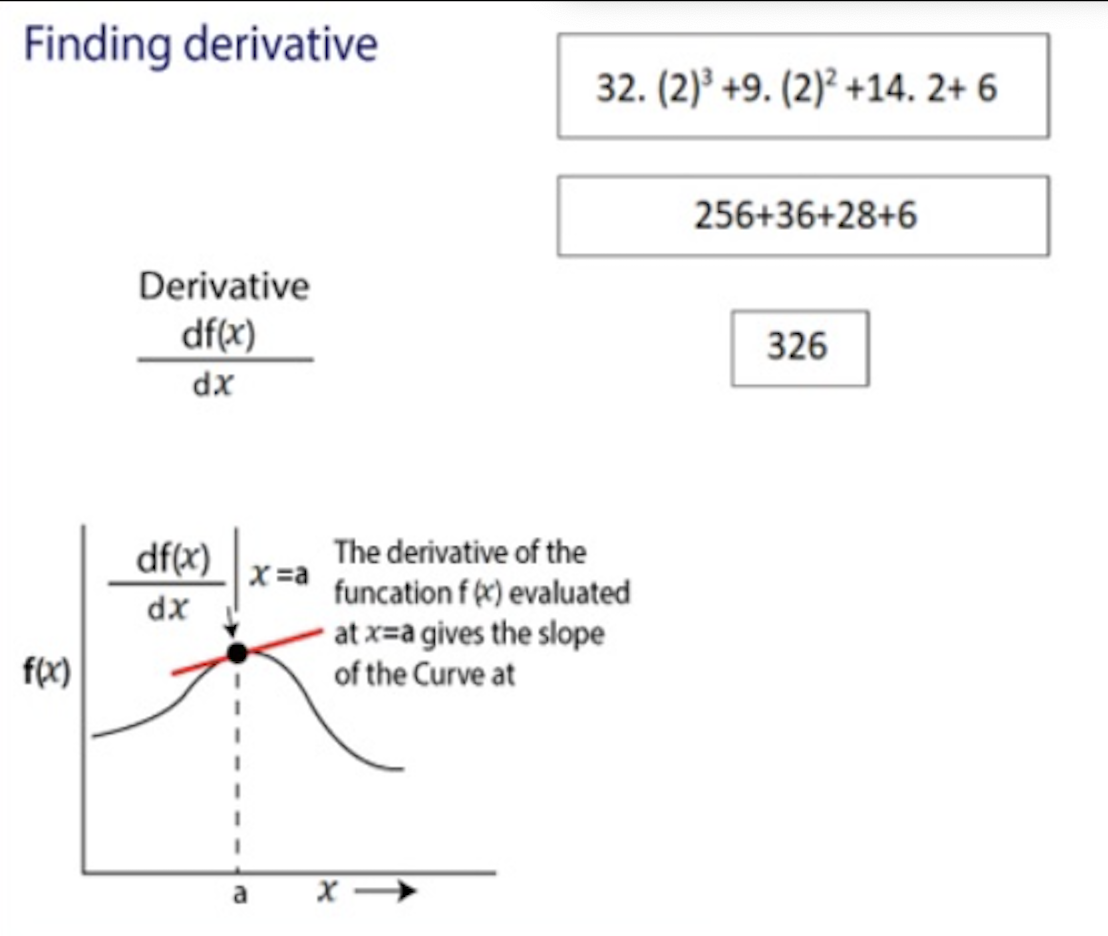 Finding derivative
32. (2)³ +9. (2)² +14. 2+ 6
256+36+28+6
326
Derivative
df(x)
dx
df(x)
dx
x =a
The derivative of the
funcation f (x) evaluated
at x=a gives the slope
of the Curve at
f(x)
a
x